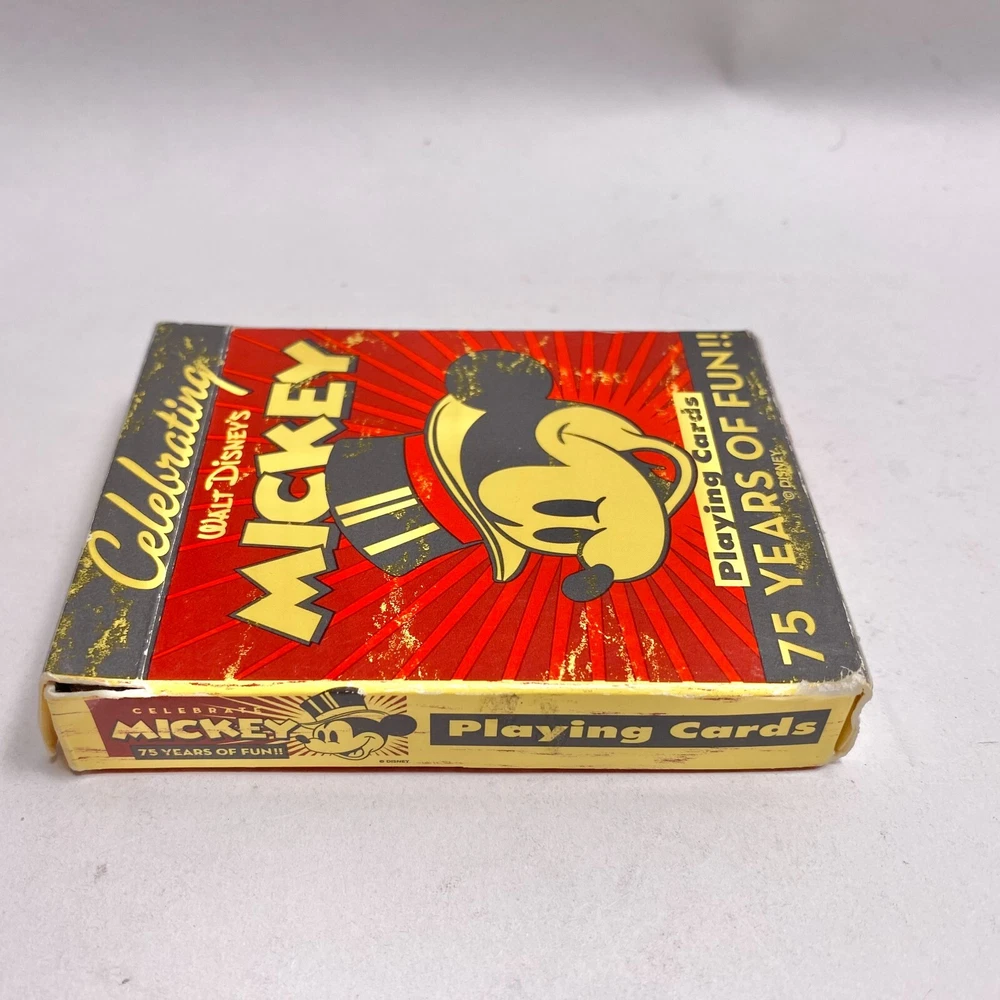 Celebrating
WALT DISNEY'S
MICKEY
Playing Cards
75 YEARS OF FUN!!
© DISNEY
CELEBRATE
MICKEY
75 YEARS OF FUN!!
© DISNEY
Playing Cards